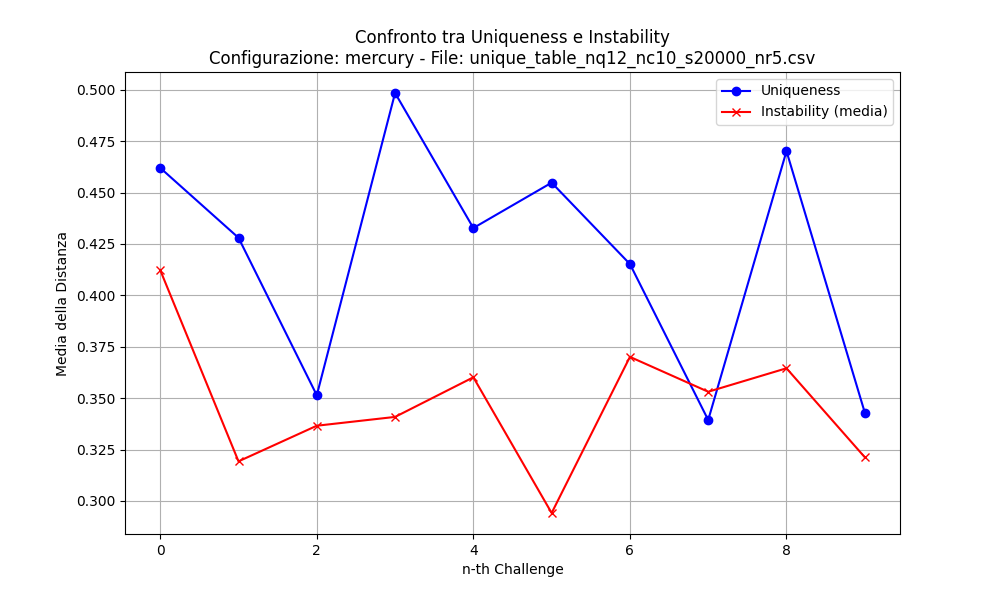 Confronto tra Uniqueness e Instability
Configurazione: mercury - File: unique_table_nq12_nc10_s20000_nr5.csv
Uniqueness
Instability (media)
Media della Distanza
0.500
0.475
0.450
0.425
0.400
0.375
0.350
0.325
0.300
0 2 4 6 8
n-th Challenge